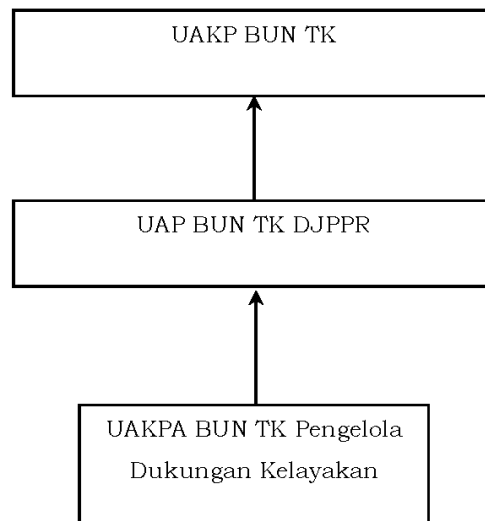 UAKP BUN TK
UAP BUN TK DJPPR
UAKPA BUN TK Pengelola
Dukungan Kelayakan